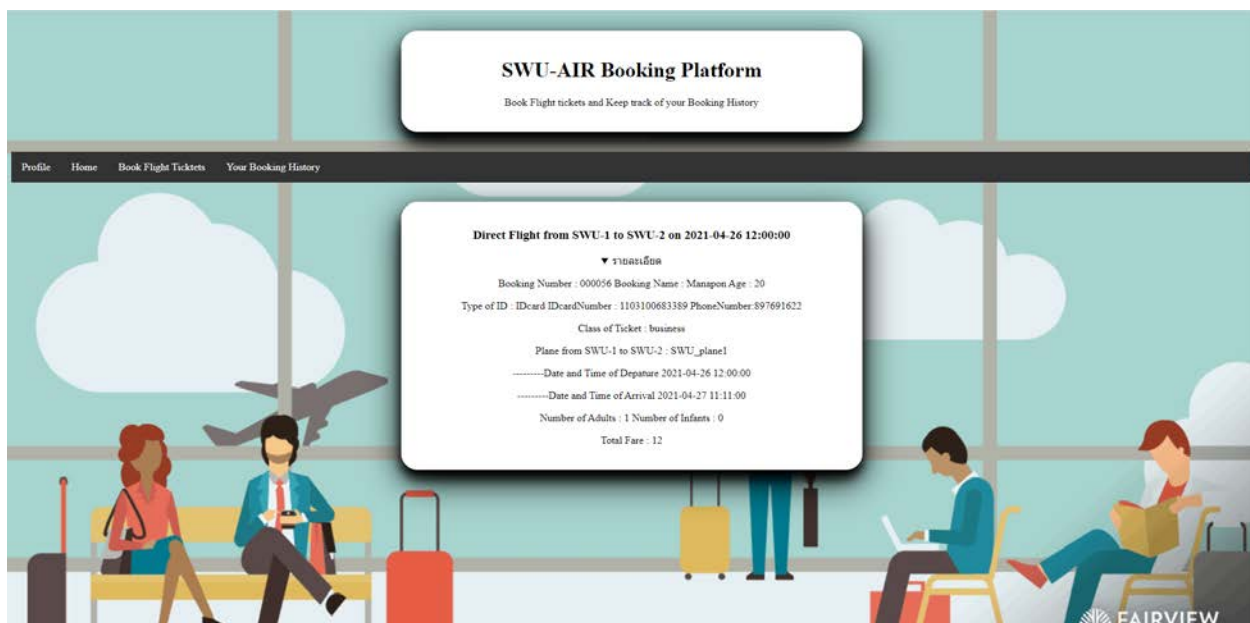 SWU-AIR Booking Platform
Book Flight tickets and Keep track of your Booking History
Profile Home Book Flight Ticktets Your Booking History
Direct Flight from SWU-1 to SWU-2 on 2021-04-26 12:00:00
▼ รายละเอียด
Booking Number : 000056 Booking Name : Manapon Age : 20
Type of ID : IDcard IDcardNumber : 1103100683389 PhoneNumber:897691622
Class of Ticket : business
Plane from SWU-1 to SWU-2 : SWU_plane1
---------Date and Time of Depature 2021-04-26 12:00:00
---------Date and Time of Arrival 2021-04-27 11:11:00
Number of Adults : 1 Number of Infants : 0
Total Fare : 12
FAIRVIEW